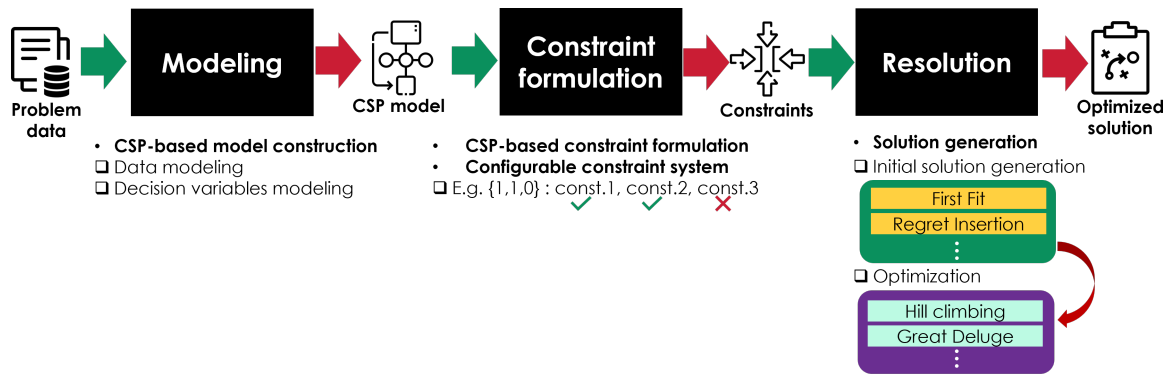 Problem
data
Modeling
CSP model
Constraint
formulation
Constraints
Resolution
Optimized
solution
• CSP-based model construction
❑ Data modeling
❑ Decision variables modeling
• CSP-based constraint formulation
• Configurable constraint system
❑ E.g. {1,1,0} : const.1, const.2, const.3
• Solution generation
❑ Initial solution generation
First Fit
Regret Insertion
❑ Optimization
Hill climbing
Great Deluge